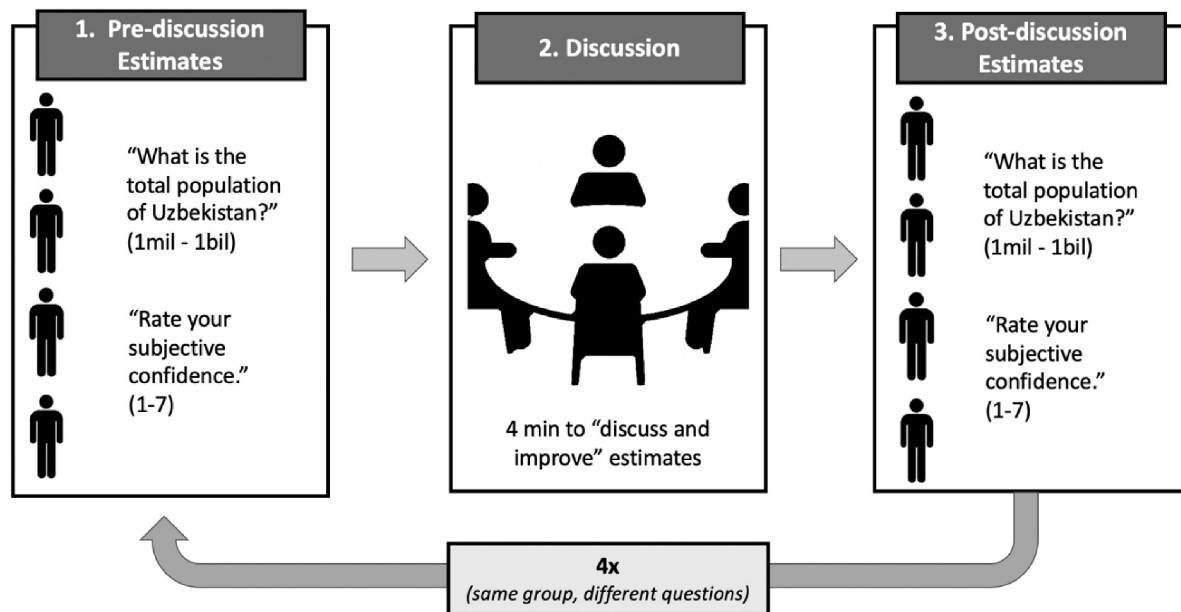 1. Pre-discussion
Estimates
“What is the
total population
of Uzbekistan?”
(1mil - 1bil)
“Rate your
subjective
confidence.”
(1-7)
2. Discussion
4 min to “discuss and
improve” estimates
3. Post-discussion
Estimates
“What is the
total population
of Uzbekistan?”
(1mil - 1bil)
“Rate your
subjective
confidence.”
(1-7)
4x
(same group, different questions)